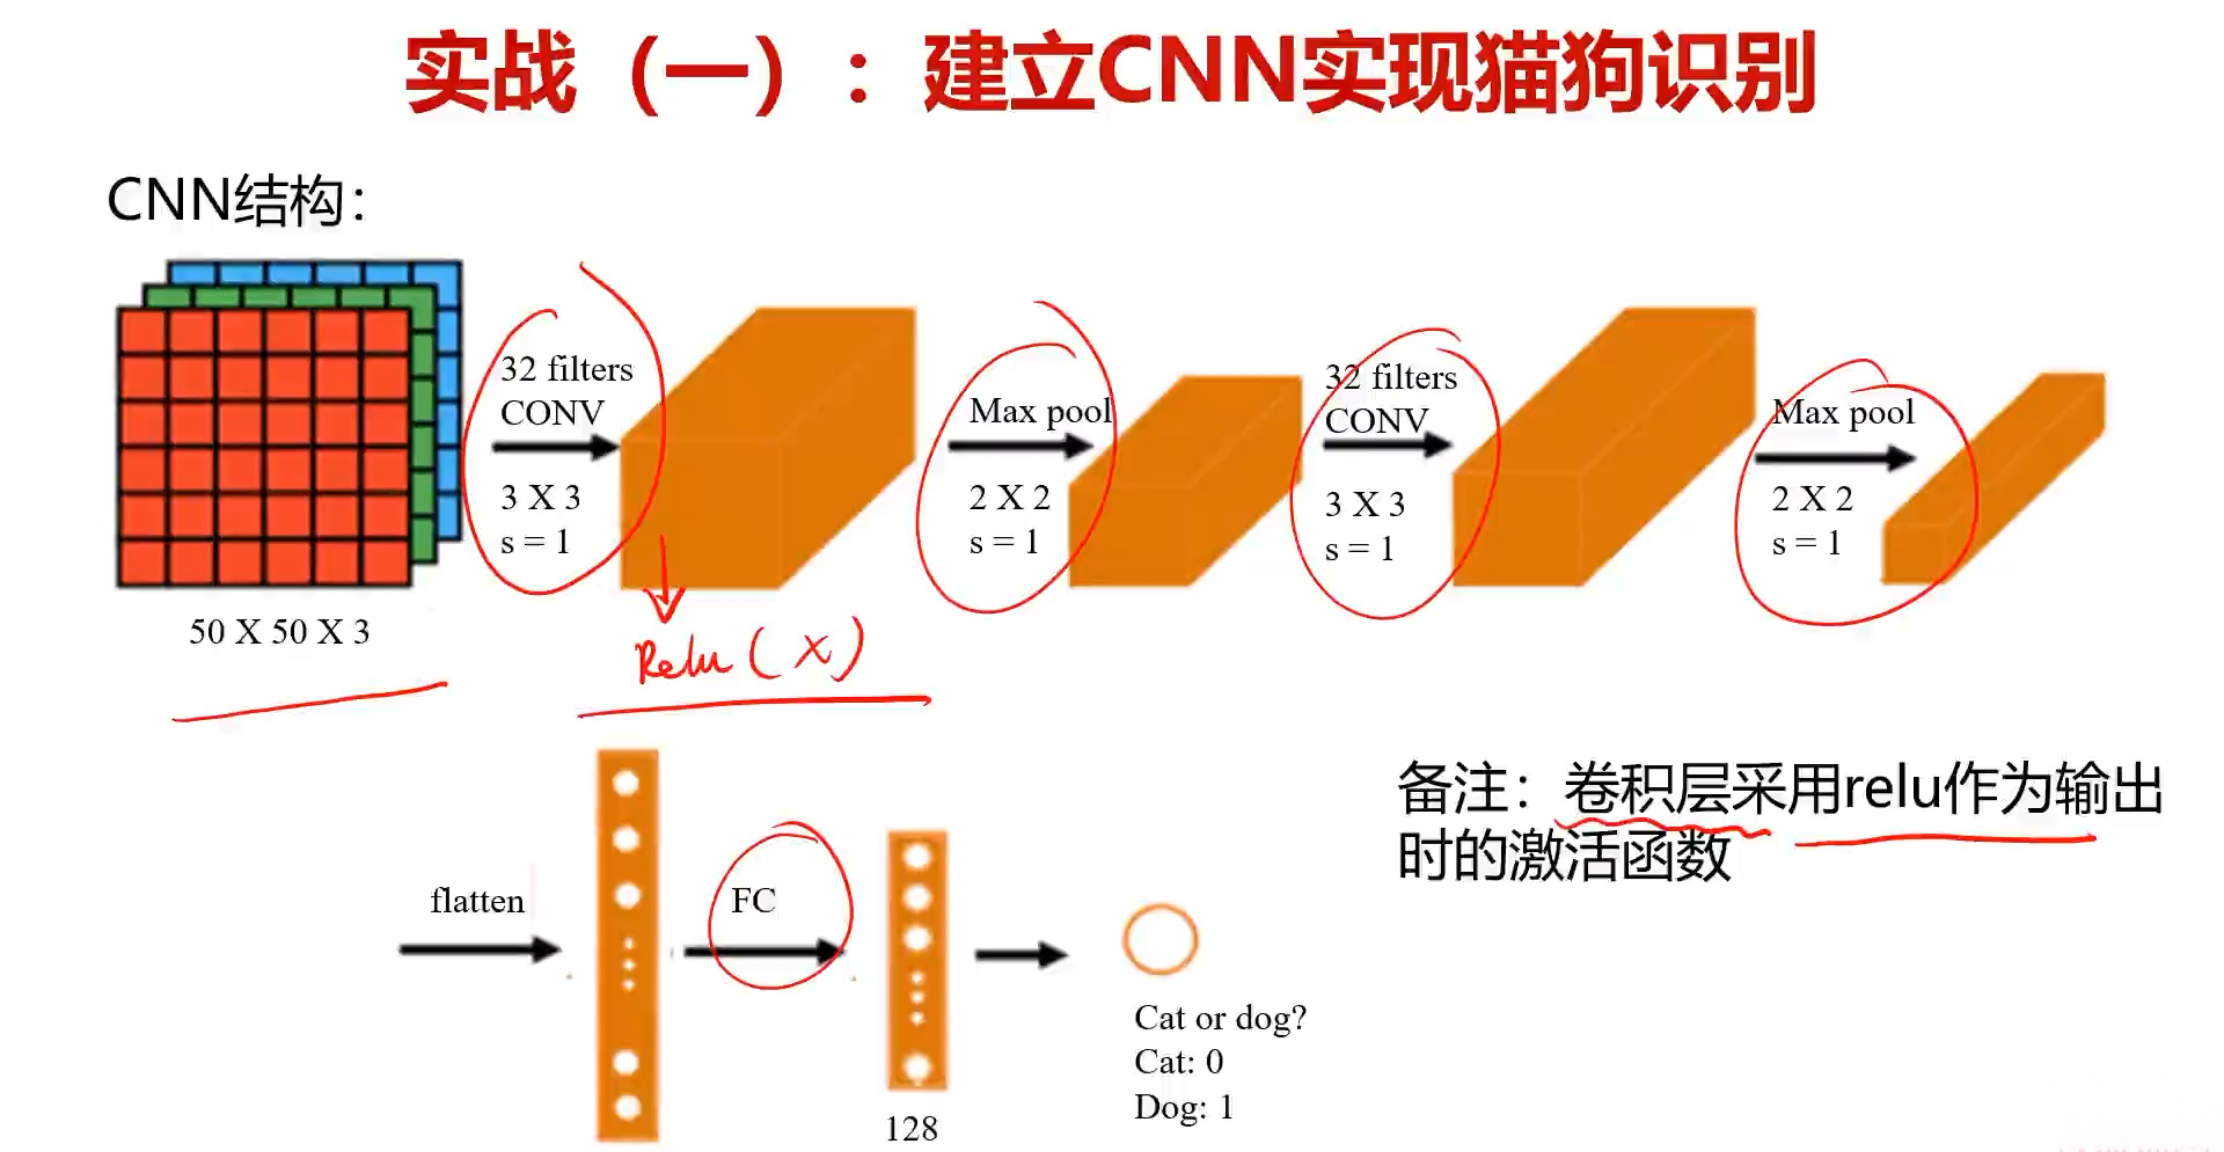 实战（一）：建立CNN实现猫狗识别
CNN结构：
32 filters
CONV
3 X 3
s = 1
Max pool
2 X 2
s = 1
32 filters
CONV
3 X 3
s = 1
Max pool
2 X 2
s = 1
50 X 50 X 3
Relu (x)
备注：卷积层采用relu作为输出
时的激活函数
flatten
FC
128
Cat or dog?
Cat: 0
Dog: 1